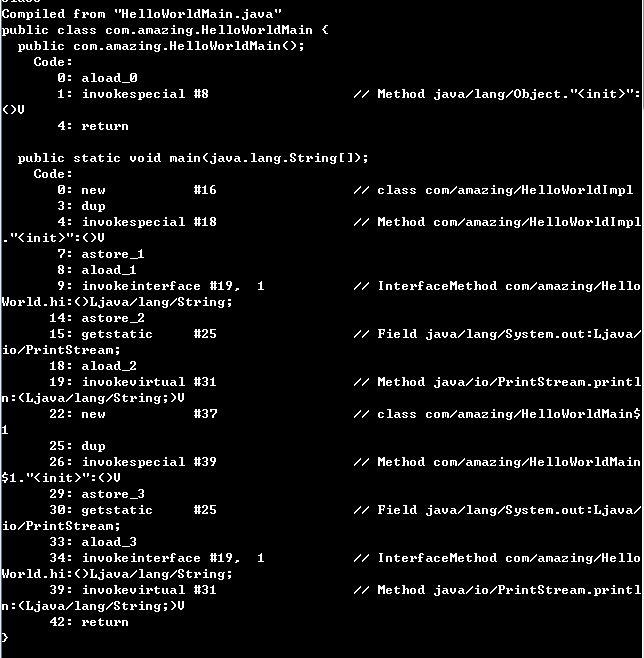 Compiled from "HelloWorldMain.java"
public class com.amazing.HelloWorldMain {
  public com.amazing.HelloWorldMain();
    Code:
       0: aload_0
       1: invokespecial #8                  // Method java/lang/Object."<init>":
()V
       4: return

  public static void main(java.lang.String[]);
    Code:
       0: new           #16                 // class com/amazing/HelloWorldImpl
       3: dup
       4: invokespecial #18                 // Method com/amazing/HelloWorldImpl
."<init>":()V
       7: astore_1
       8: aload_1
       9: invokeinterface #19,  1           // InterfaceMethod com/amazing/Hello
World.hi:()Ljava/lang/String;
      14: astore_2
      15: getstatic     #25                 // Field java/lang/System.out:Ljava/
io/PrintStream;
      18: aload_2
      19: invokevirtual #31                 // Method java/io/PrintStream.printl
n:(Ljava/lang/String;)V
      22: new           #37                 // class com/amazing/HelloWorldMain$
1
      25: dup
      26: invokespecial #39                 // Method com/amazing/HelloWorldMain
$1."<init>":()V
      29: astore_3
      30: getstatic     #25                 // Field java/lang/System.out:Ljava/
io/PrintStream;
      33: aload_3
      34: invokeinterface #19,  1           // InterfaceMethod com/amazing/Hello
World.hi:()Ljava/lang/String;
      39: invokevirtual #31                 // Method java/io/PrintStream.printl
n:(Ljava/lang/String;)V
      42: return
}